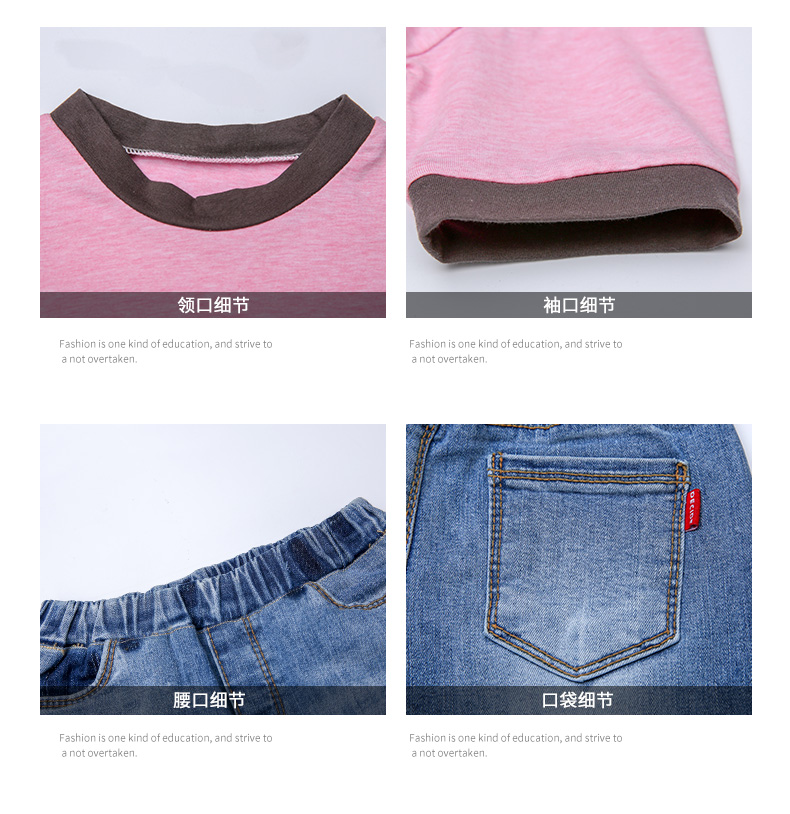 领口细节
袖口细节
Fashion is one kind of education, and strive to
a not overtaken.
Fashion is one kind of education, and strive to
a not overtaken.
腰口细节
口袋细节
Fashion is one kind of education, and strive to
a not overtaken.
Fashion is one kind of education, and strive to
a not overtaken.